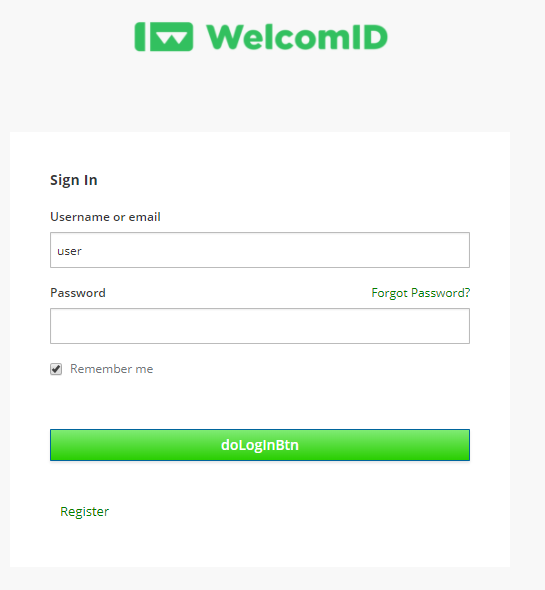 WelcomID
Sign In
Username or email
user
Password Forgot Password?
Remember me
doLogInBtn
Register